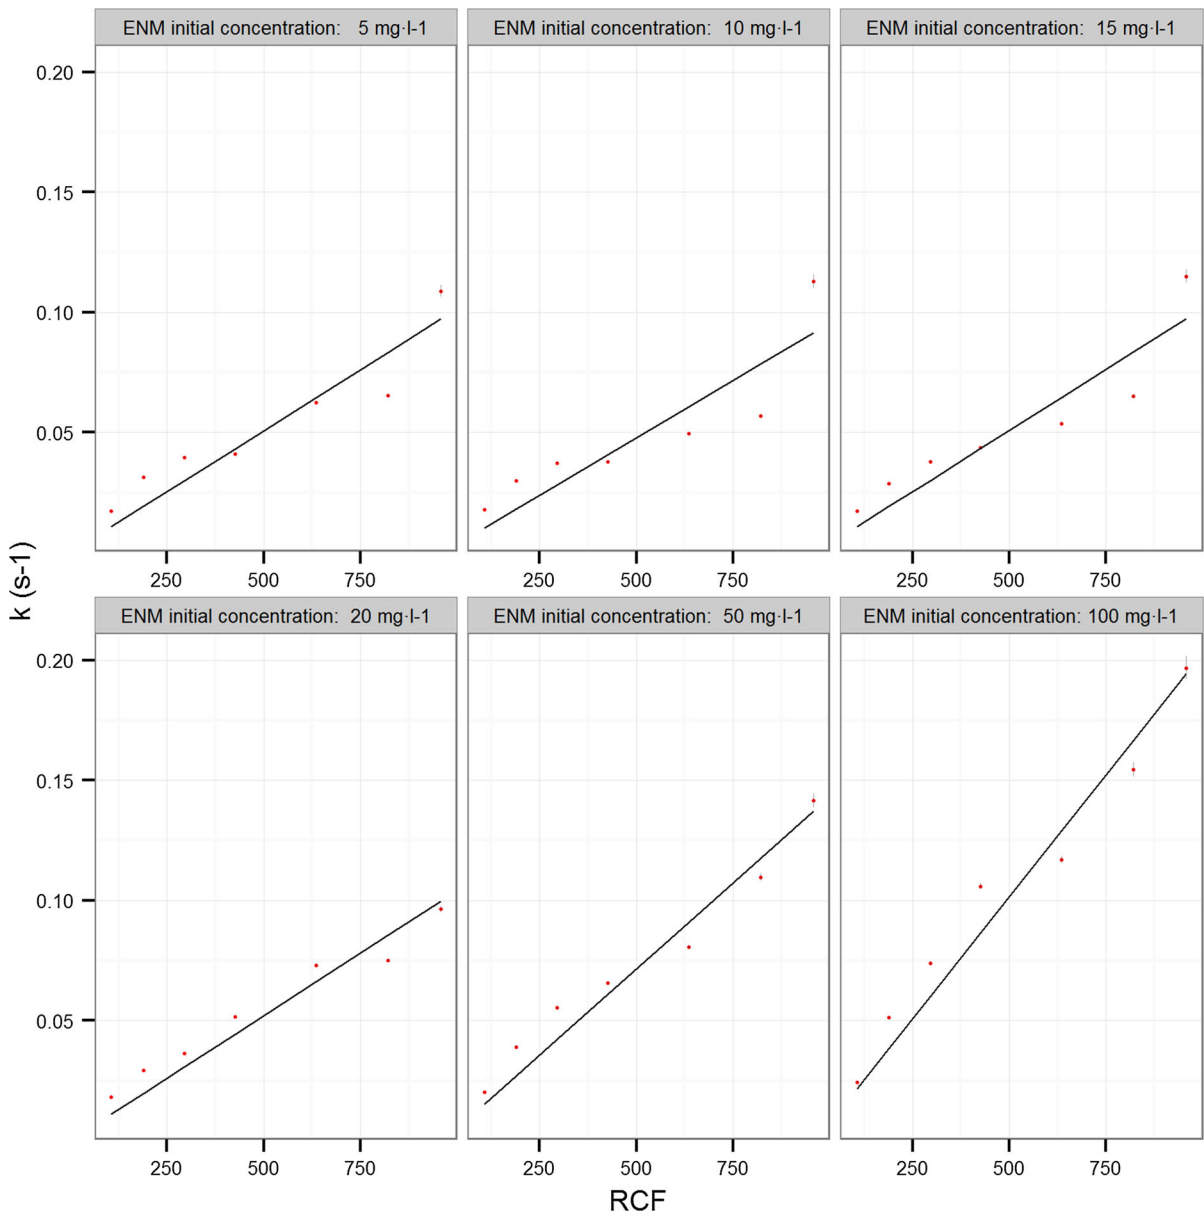 ENM initial concentration:  5 mg·l-1
ENM initial concentration:  10 mg·l-1
ENM initial concentration:  15 mg·l-1
0.20
0.15
0.10
0.05
250 500 750
250 500 750
250 500 750
k (s-1)
ENM initial concentration:  20 mg·l-1
ENM initial concentration:  50 mg·l-1
ENM initial concentration: 100 mg·l-1
0.20
0.15
0.10
0.05
250 500 750
250 500 750
250 500 750
RCF